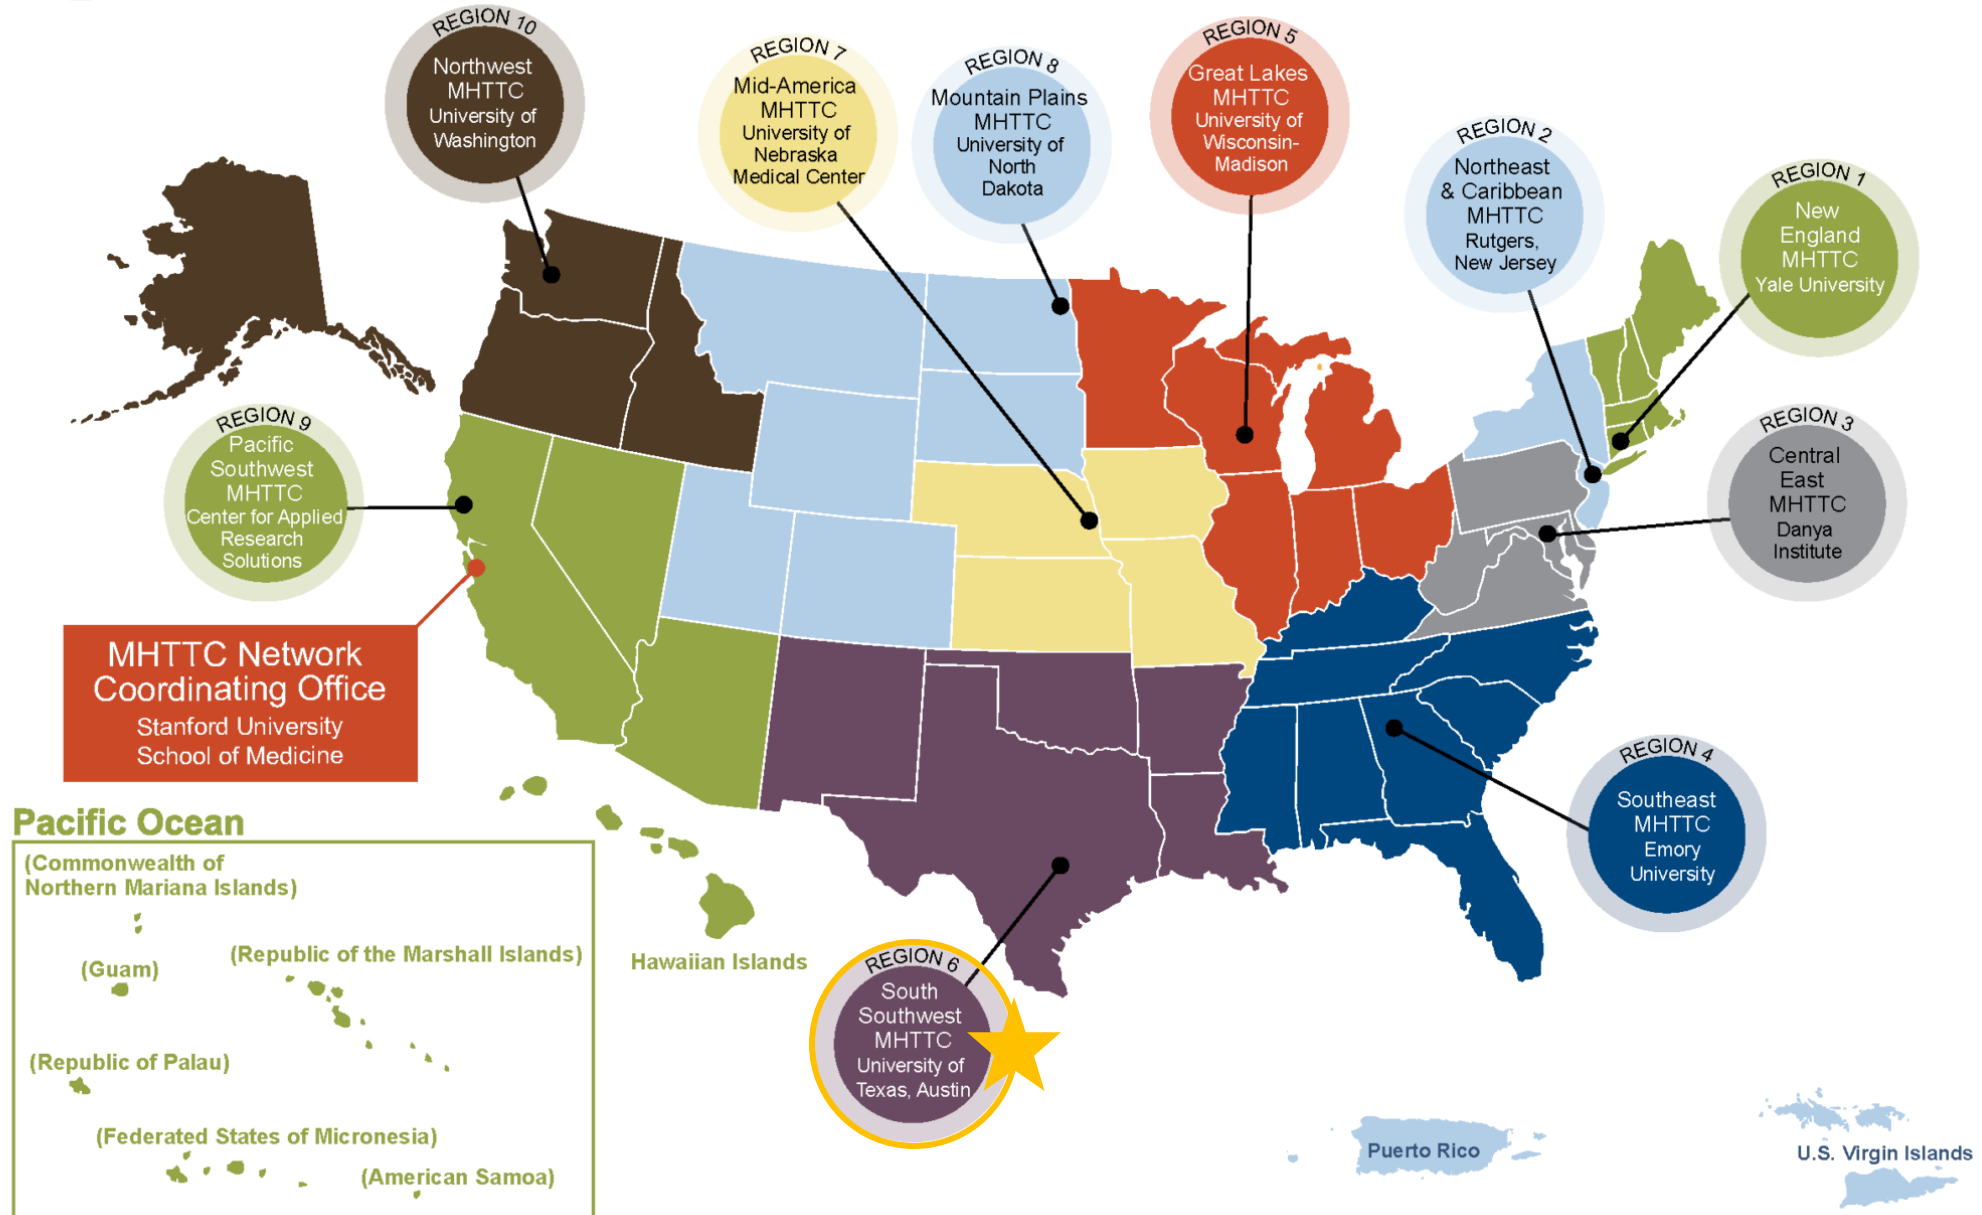 REGION 10
Northwest
MHTTC
University of
Washington
REGION 7
Mid-America
MHTTC
University of
Nebraska
Medical Center
REGION 8
Mountain Plains
MHTTC
University of
North
Dakota
REGION 5
Great Lakes
MHTTC
University of
Wisconsin-
Madison
REGION 2
Northeast
& Caribbean
MHTTC
Rutgers,
New Jersey
REGION 1
New
England
MHTTC
Yale University
REGION 9
Pacific
Southwest
MHTTC
Center for Applied
Research
Solutions
REGION 3
Central
East
MHTTC
Danya
Institute
MHTTC Network
Coordinating Office
Stanford University
School of Medicine
REGION 4
Southeast
MHTTC
Emory
University
Pacific Ocean
(Commonwealth of
Northern Mariana Islands)
(Guam)
(Republic of the Marshall Islands)
(Republic of Palau)
(Federated States of Micronesia)
(American Samoa)
Hawaiian Islands
REGION 6
South
Southwest
MHTTC
University of
Texas, Austin
Puerto Rico
U.S. Virgin Islands